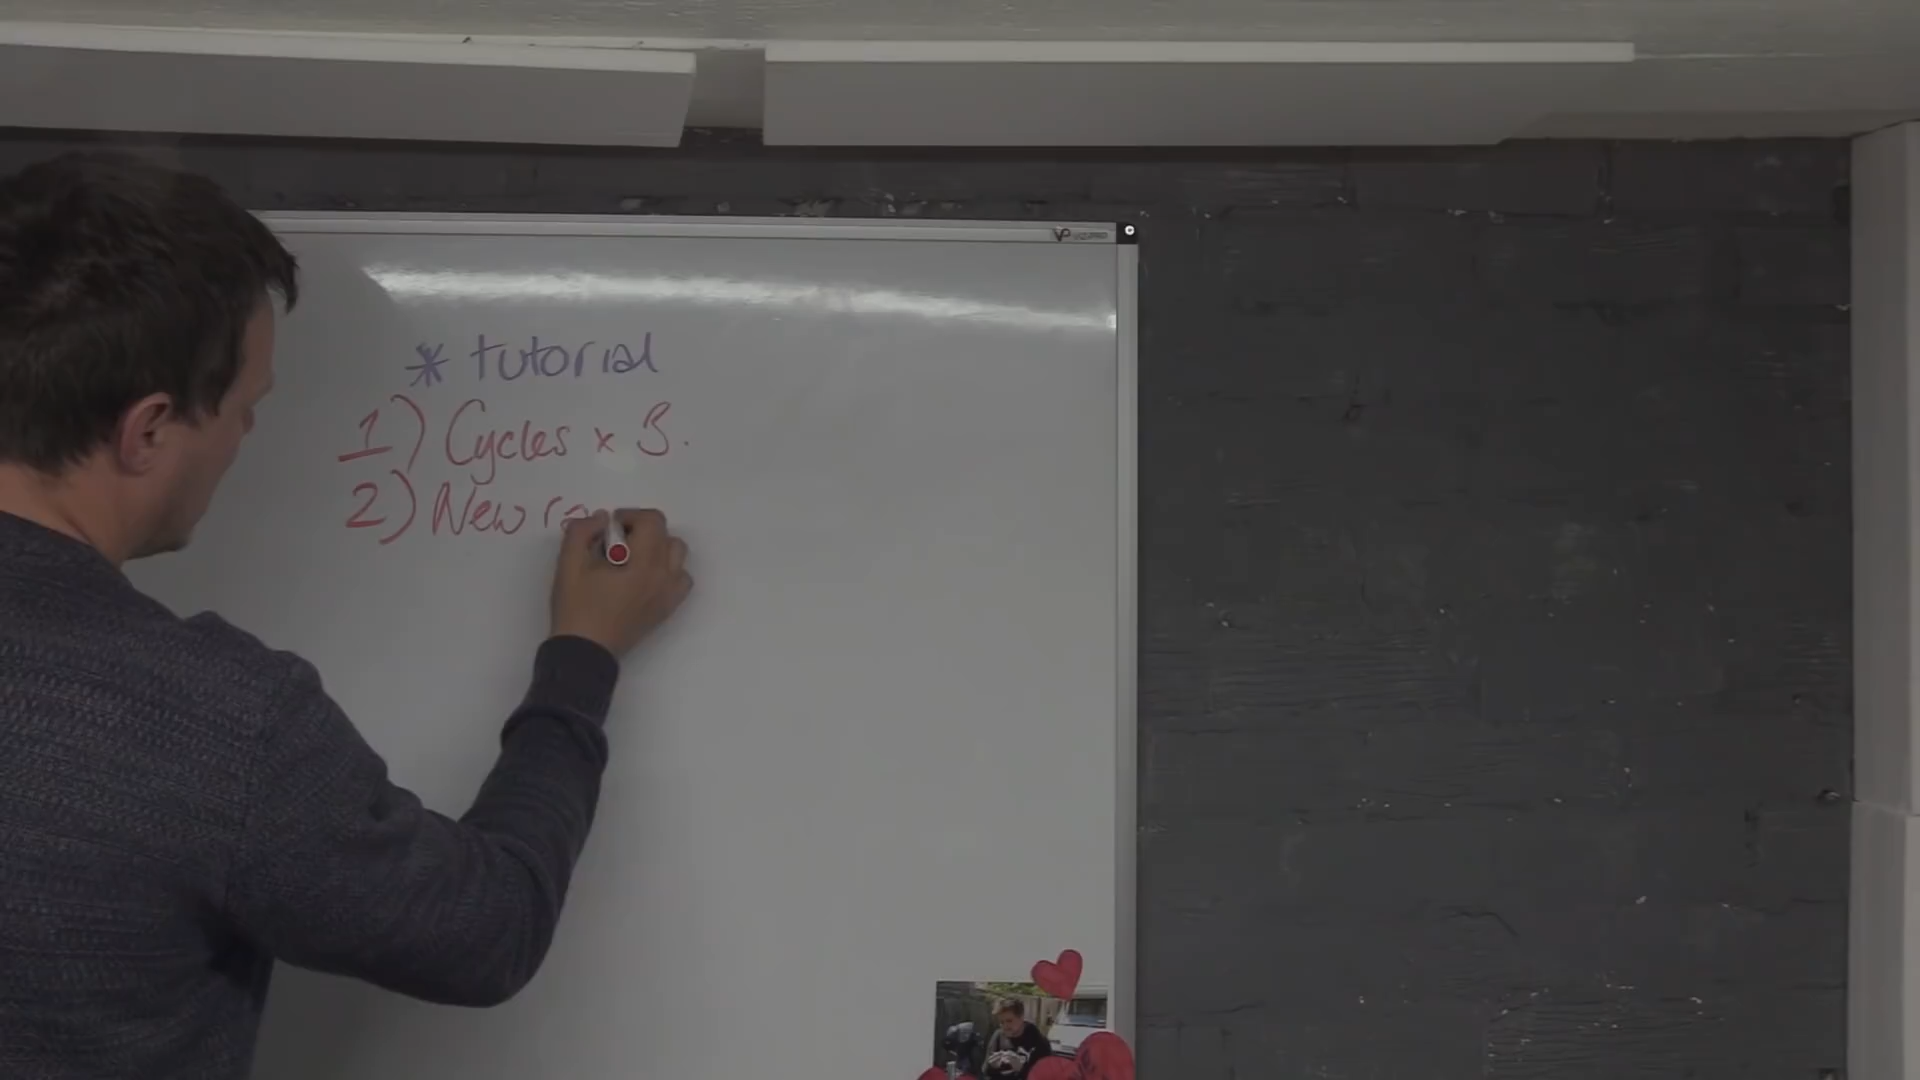 * tutorial
1) Cycles x 3.
2) New